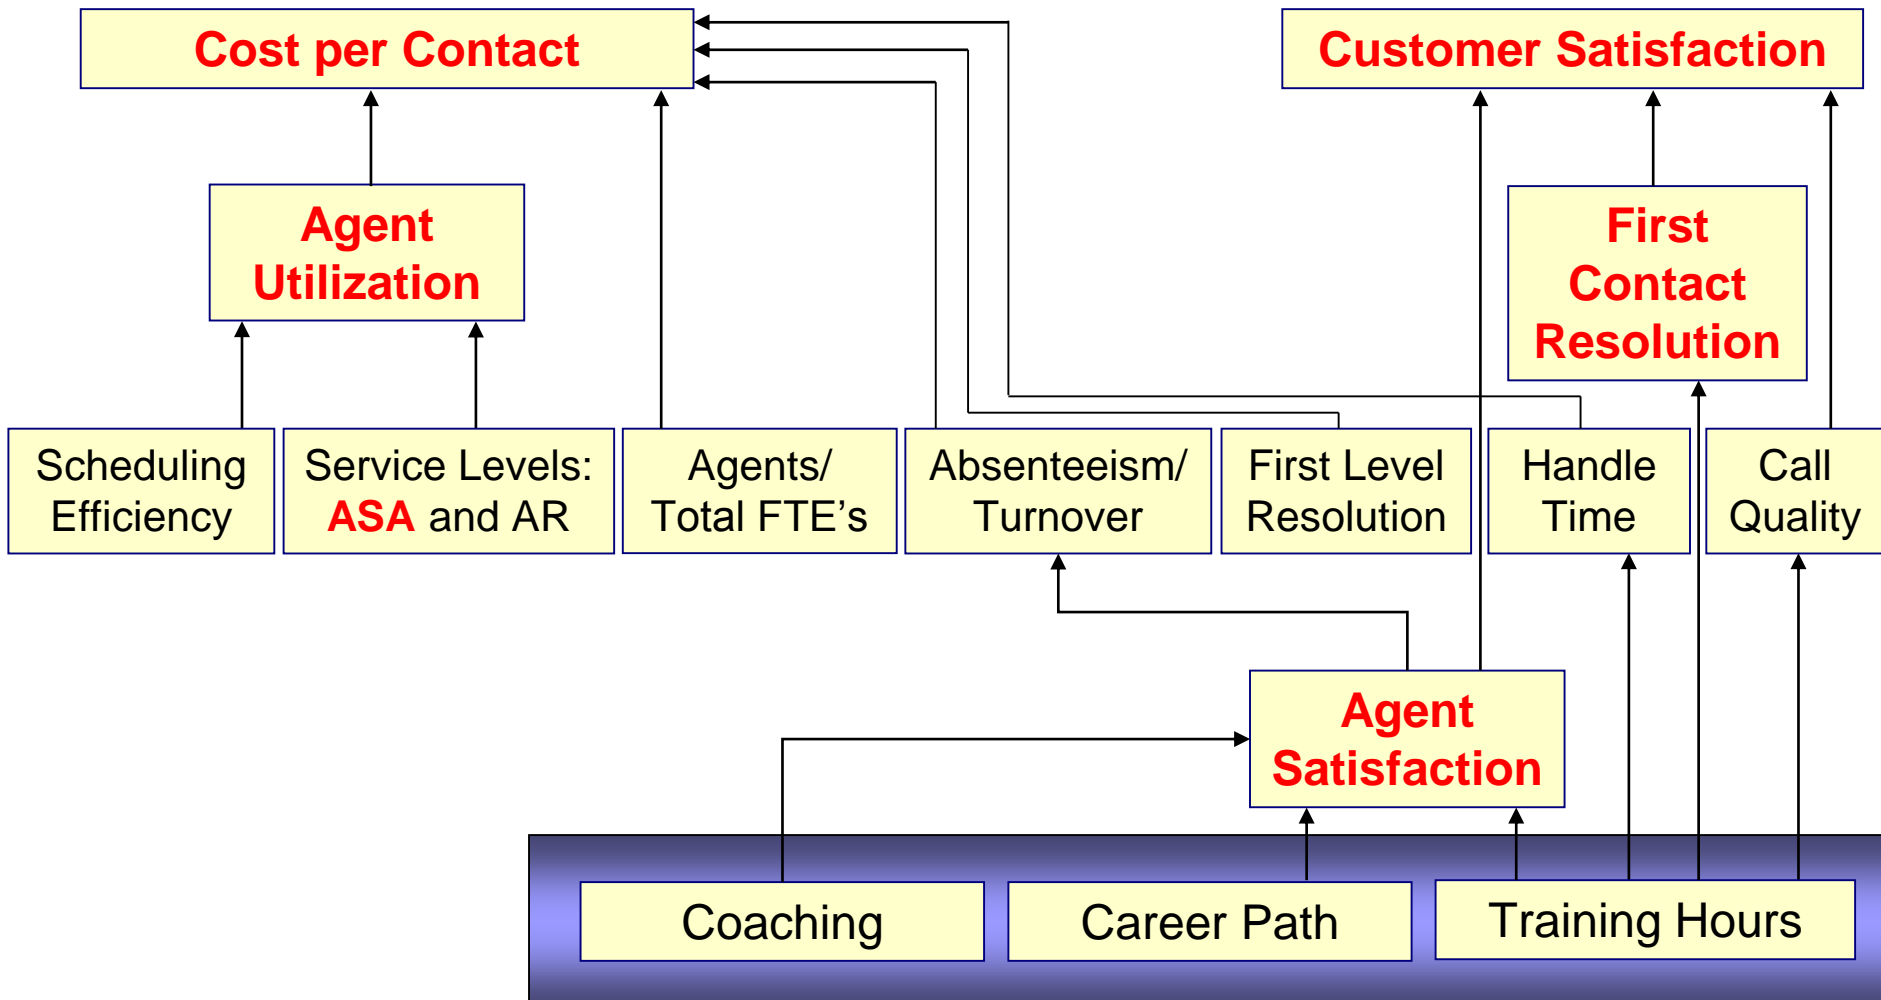 Cost per Contact
Customer Satisfaction
Agent
Utilization
First
Contact
Resolution
Scheduling
Efficiency
Service Levels:
ASA and AR
Agents/
Total FTE’s
Absenteeism/
Turnover
First Level
Resolution
Handle
Time
Call
Quality
Agent
Satisfaction
Coaching
Career Path
Training Hours